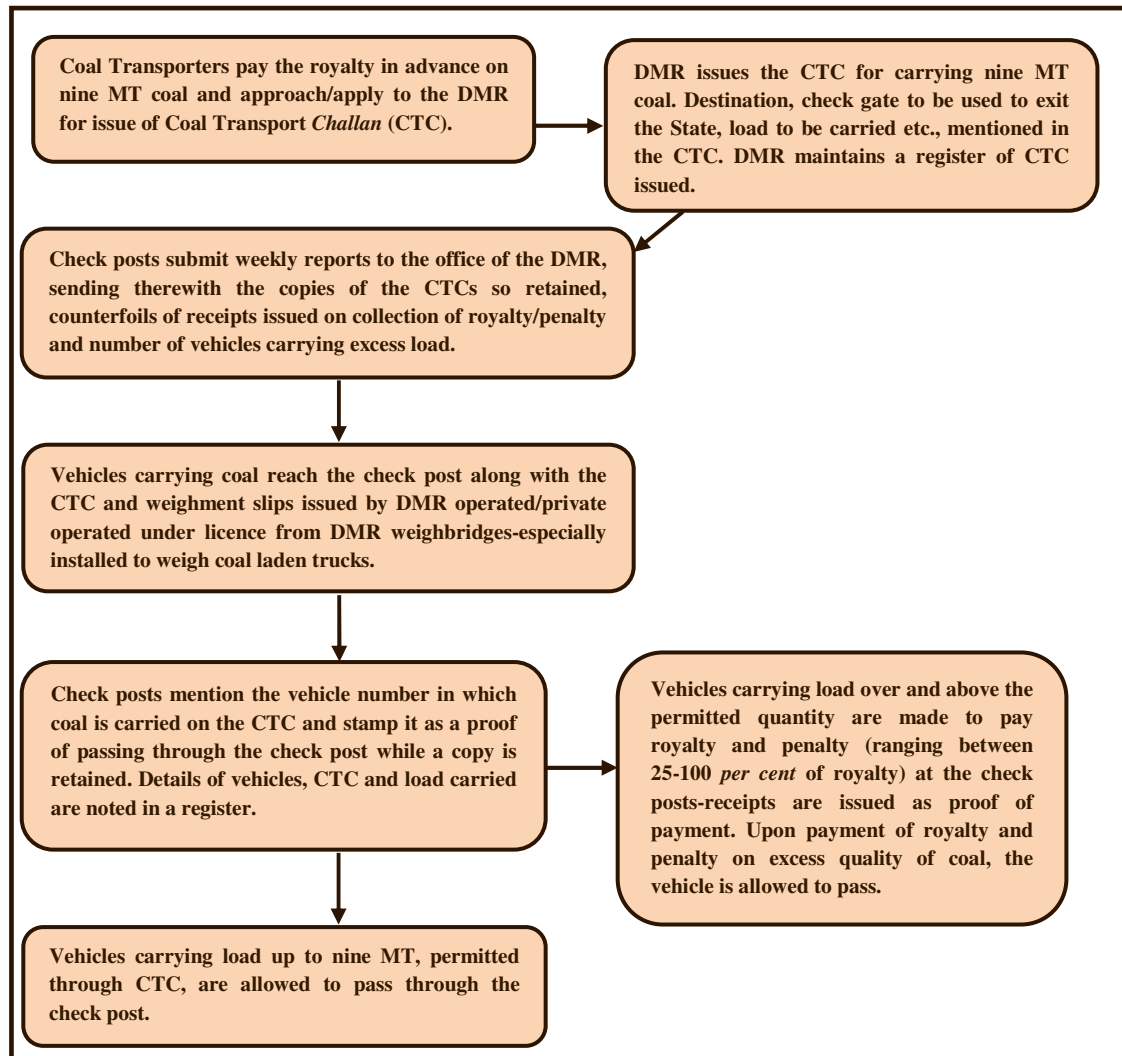 Coal Transporters pay the royalty in advance on
nine MT coal and approach/apply to the DMR
for issue of Coal Transport Challan (CTC).
DMR issues the CTC for carrying nine MT
coal. Destination, check gate to be used to exit
the State, load to be carried etc., mentioned in
the CTC. DMR maintains a register of CTC
issued.
Check posts submit weekly reports to the office of the DMR,
sending therewith the copies of the CTCs so retained,
counterfoils of receipts issued on collection of royalty/penalty
and number of vehicles carrying excess load.
Vehicles carrying coal reach the check post along with the
CTC and weighment slips issued by DMR operated/private
operated under licence from DMR weighbridges-especially
installed to weigh coal laden trucks.
Check posts mention the vehicle number in which
coal is carried on the CTC and stamp it as a proof
of passing through the check post while a copy is
retained. Details of vehicles, CTC and load carried
are noted in a register.
Vehicles carrying load over and above the
permitted quantity are made to pay
royalty and penalty (ranging between
25-100 per cent of royalty) at the check
posts-receipts are issued as proof of
payment. Upon payment of royalty and
penalty on excess quality of coal, the
vehicle is allowed to pass.
Vehicles carrying load up to nine MT, permitted
through CTC, are allowed to pass through the
check post.